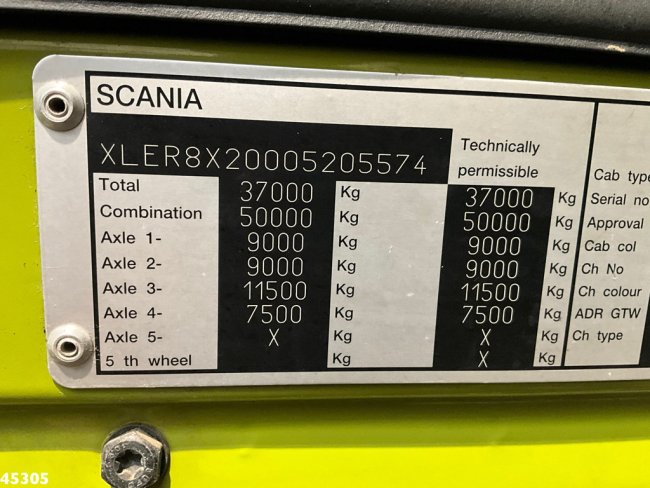 SCANIA
XLER8X20005205574 Technically permissible
Total 37000 Kg 37000 Kg
Combination 50000 Kg 50000 Kg
Axle 1- 9000 Kg 9000 Kg
Axle 2- 9000 Kg 9000 Kg
Axle 3- 11500 Kg 11500 Kg
Axle 4- 7500 Kg 7500 Kg
Axle 5- X Kg X Kg
5 th wheel Kg X Kg
Cab type
Serial no
Approval
Cab col
Ch No
Ch colour
ADR GTW
Ch type
45305